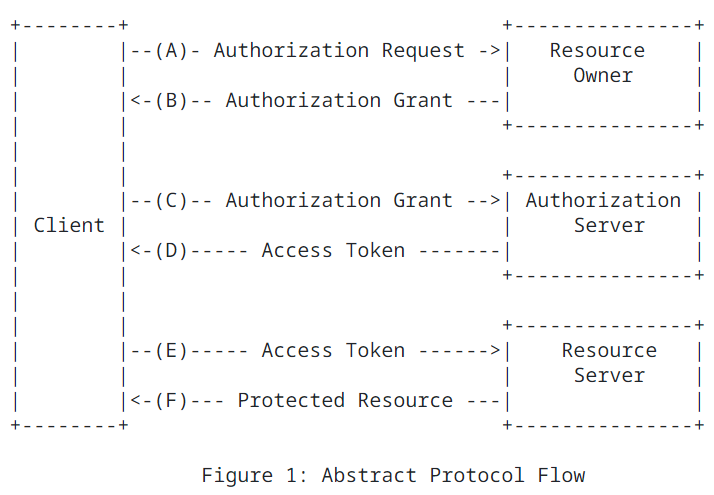 +--------+                               +---------------+
|        |--(A)- Authorization Request ->|   Resource    |
|        |                               |     Owner     |
|        |<-(B)-- Authorization Grant ---|               |
|        |                               +---------------+
|        |
|        |                               +---------------+
|        |--(C)-- Authorization Grant -->| Authorization |
| Client |                               |     Server    |
|        |<-(D)----- Access Token -------|               |
|        |                               +---------------+
|        |
|        |                               +---------------+
|        |--(E)----- Access Token ------>|    Resource   |
|        |                               |     Server    |
|        |<-(F)--- Protected Resource ---|               |
+--------+                               +---------------+
Figure 1: Abstract Protocol Flow